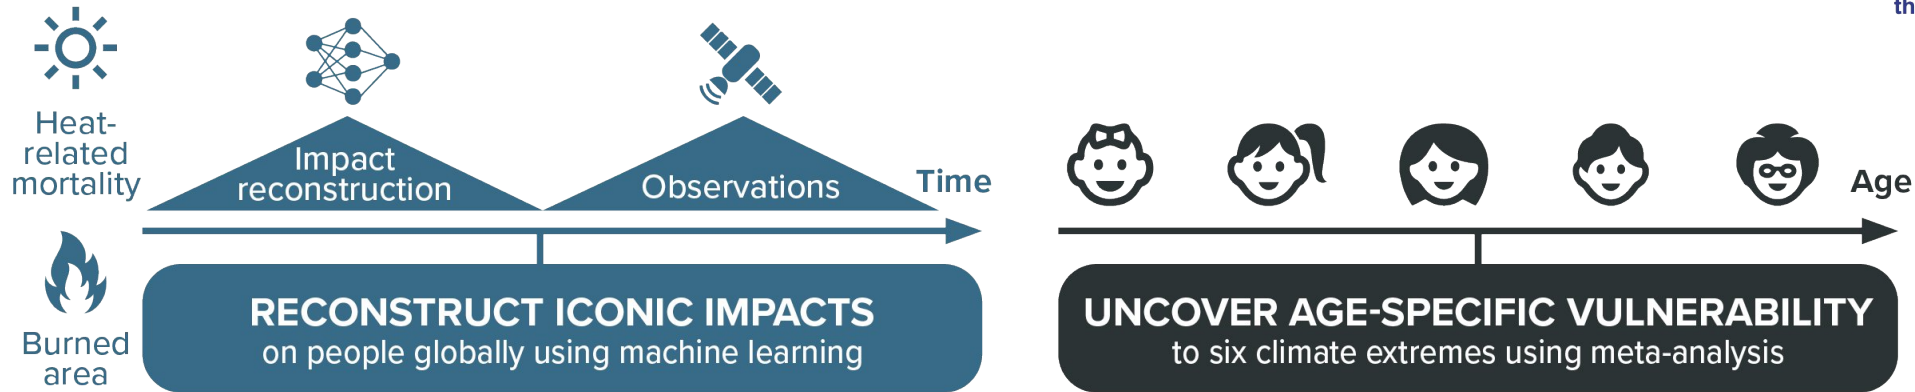 th
Heat-
related
mortality
Impact
reconstruction
Observations
Time
Age
Burned
area
RECONSTRUCT ICONIC IMPACTS
on people globally using machine learning
UNCOVER AGE-SPECIFIC VULNERABILITY
to six climate extremes using meta-analysis